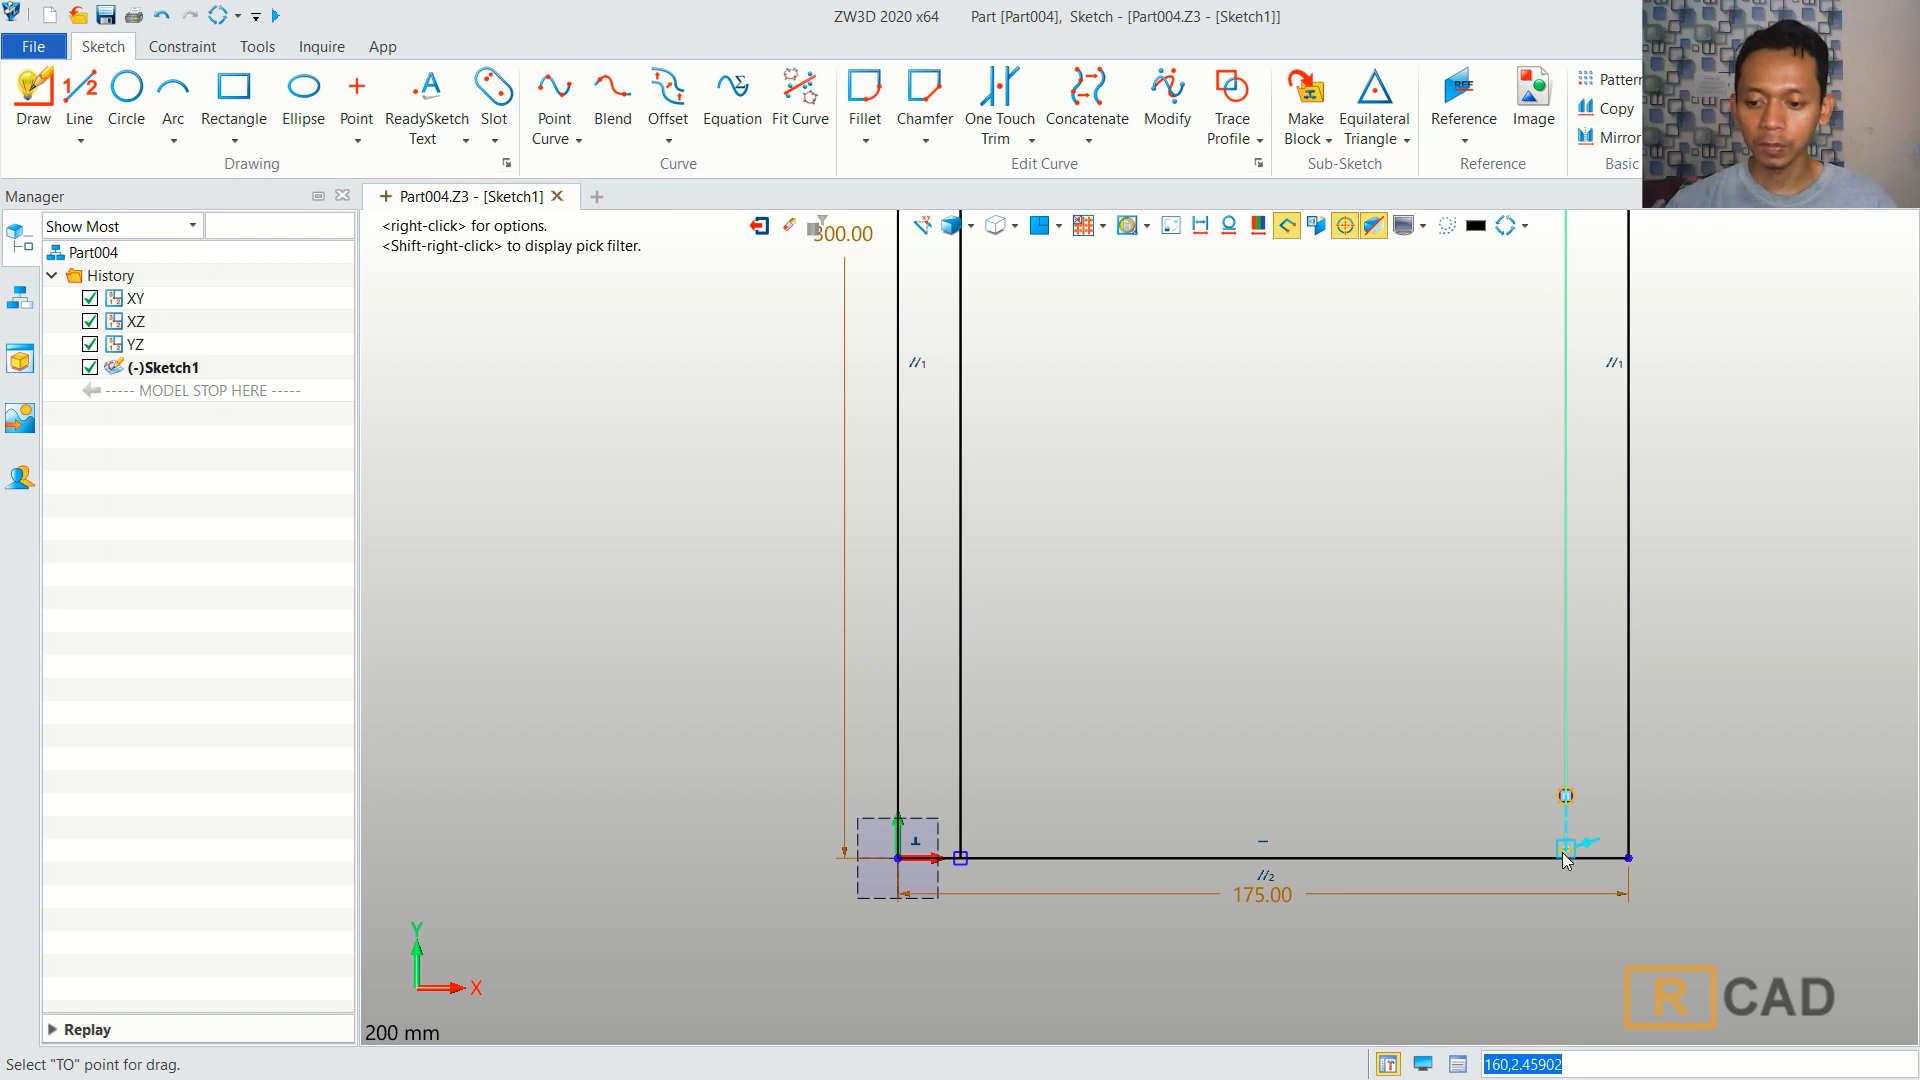 ZW3D 2020 x64 Part [Part004], Sketch - [Part004.Z3 - [Sketch1]]
File Sketch Constraint Tools Inquire App
Draw Line Circle Arc Rectangle Ellipse Point ReadySketch Text Slot
Point Curve Blend Offset Equation Fit Curve
Fillet Chamfer One Touch Trim Concatenate Modify Trace Profile
Make Block Equilateral Triangle
Reference Image
Pattern
Copy
Mirror
Drawing Curve Edit Curve Sub-Sketch Reference Basic
Manager
Part004.Z3 - [Sketch1]
Show Most
<right-click> for options.
<Shift-right-click> to display pick filter.
300.00
Part004
History
XY
XZ
YZ
(-)Sketch1
----- MODEL STOP HERE -----
//1
//1
//2
175.00
Y
X
R CAD
200 mm
Replay
Select "TO" point for drag.
160,2.45902